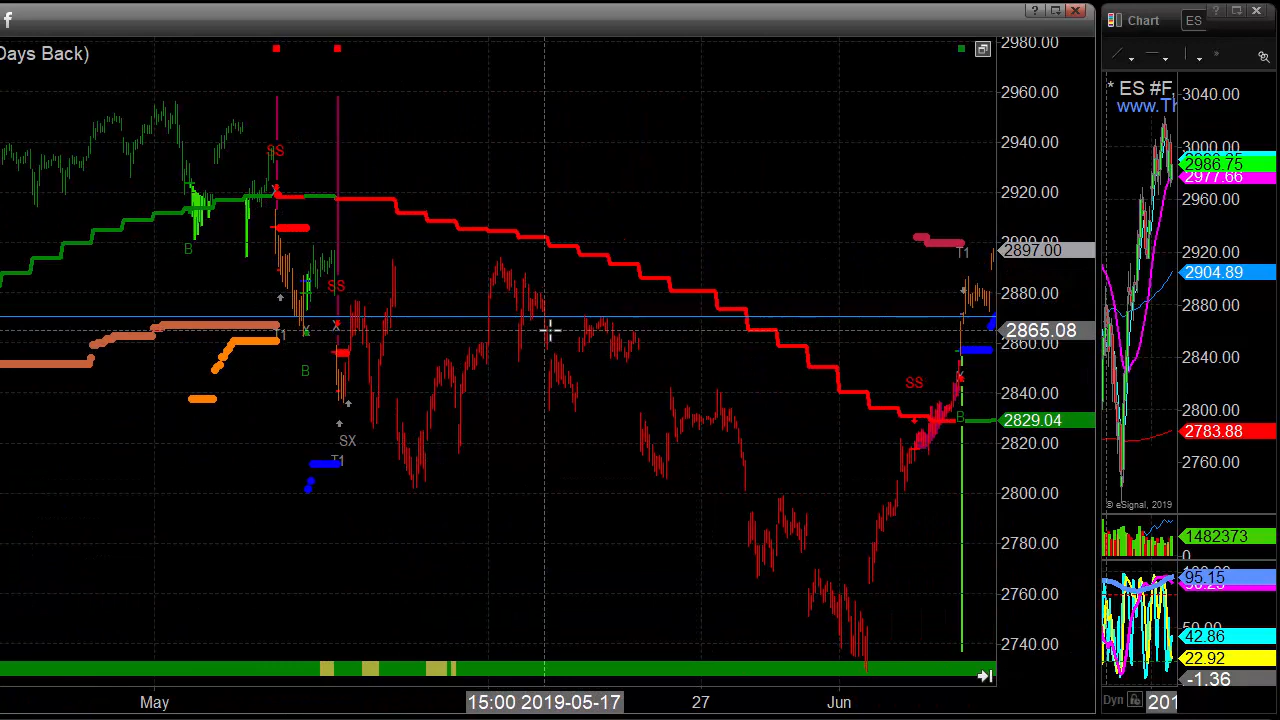 f
Days Back)
SS
SS
B
T1
X
X
B
SX
T1
SS
T1
B
2980.00
2960.00
2940.00
2920.00
2897.00
2880.00
2865.08
2860.00
2840.00
2829.04
2820.00
2800.00
2780.00
2760.00
2740.00
May
15:00 2019-05-17
27
Jun
Chart
ES
* ES #F,
www.Th
3040.00
3000.00
2986.75
2977.66
2960.00
2920.00
2904.89
2880.00
2840.00
2800.00
2783.88
2760.00
© eSignal, 2019
1482373
0
95.15
42.86
22.92
-1.36
Dyn
201